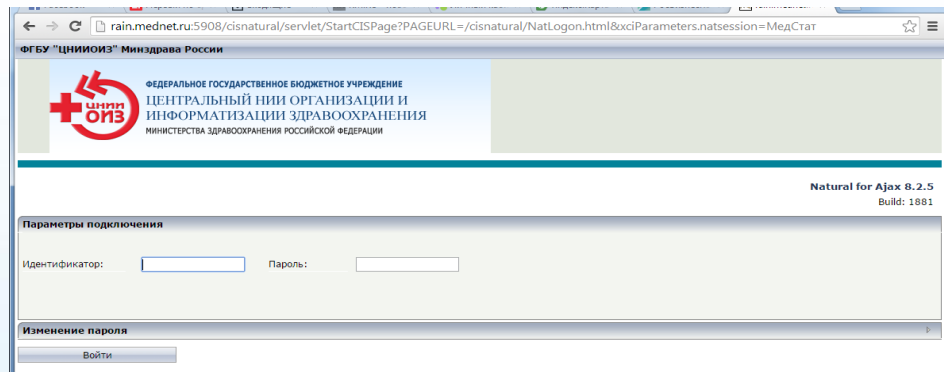 rain.mednet.ru:5908/cisnatural/servlet/StartCISPage?PAGEURL=/cisnatural/NatLogon.html&xciParameters.natsession=МедСтат
ФГБУ "ЦНИИОИЗ" Минздрава России
цнии
ОИЗ
ФЕДЕРАЛЬНОЕ ГОСУДАРСТВЕННОЕ БЮДЖЕТНОЕ УЧРЕЖДЕНИЕ
ЦЕНТРАЛЬНЫЙ НИИ ОРГАНИЗАЦИИ И
ИНФОРМАТИЗАЦИИ ЗДРАВООХРАНЕНИЯ
МИНИСТЕРСТВА ЗДРАВООХРАНЕНИЯ РОССИЙСКОЙ ФЕДЕРАЦИИ
Natural for Ajax 8.2.5
Build: 1881
Параметры подключения
Идентификатор: Пароль:
Изменение пароля
Войти